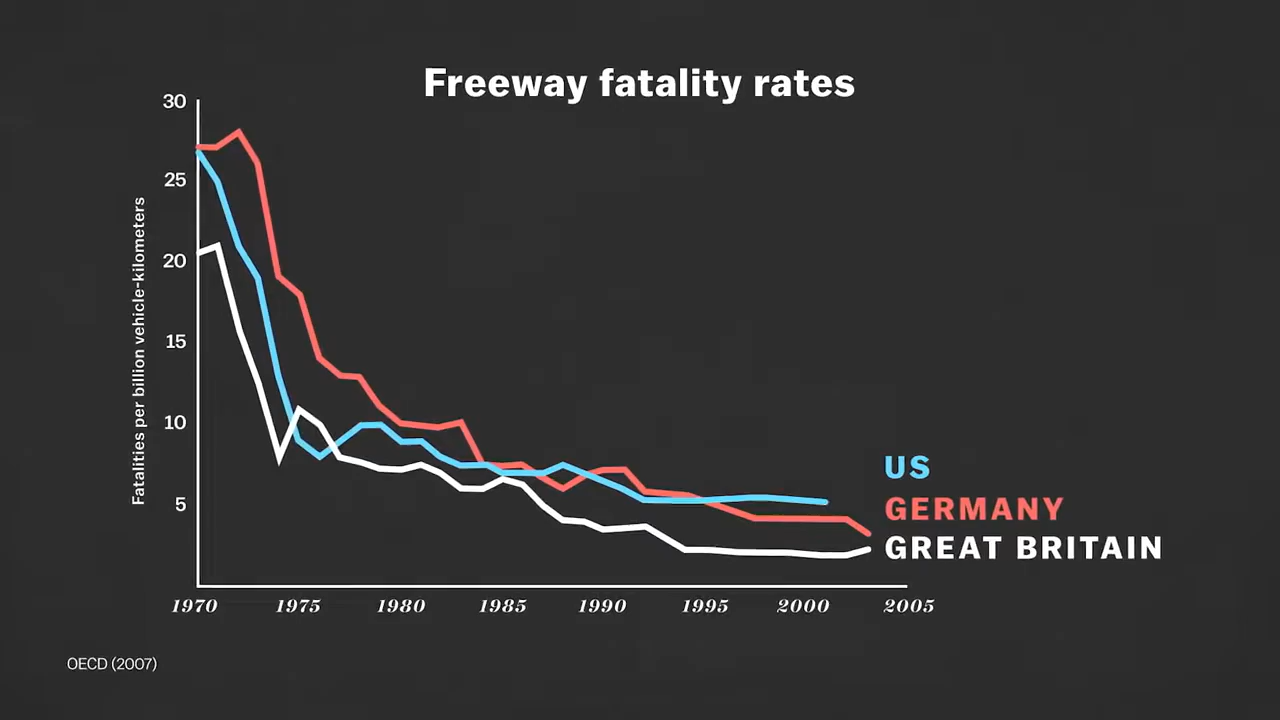 Freeway fatality rates
Fatalities per billion vehicle-kilometers
30
25
20
15
10
5
1970 1975 1980 1985 1990 1995 2000 2005
US
GERMANY
GREAT BRITAIN
OECD (2007)